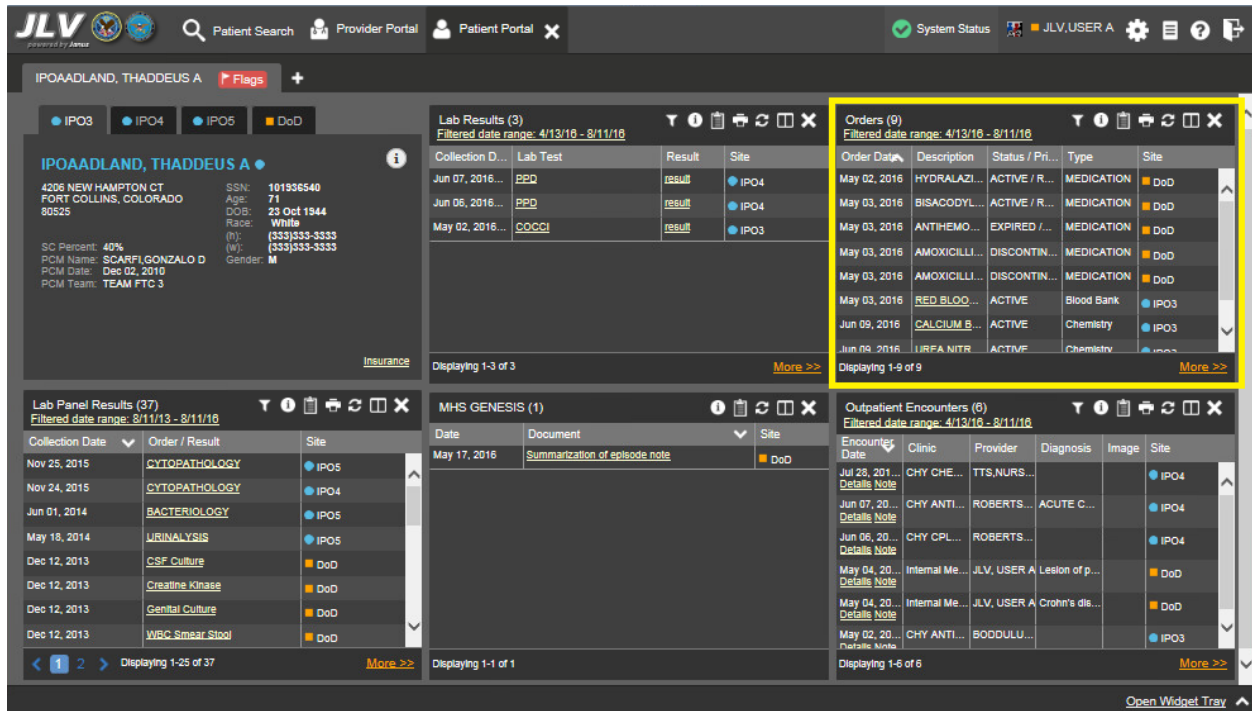 JLV
powered by Janus
Patient Search
Provider Portal
Patient Portal
System Status
JLV,USER A
IPOAADLAND, THADDEUS A
Flags
IPO3 IPO4 IPO5 DoD
IPOAADLAND, THADDEUS A
4206 NEW HAMPTON CT
FORT COLLINS, COLORADO
80525
SSN: 101936540
Age: 71
DOB: 23 Oct 1944
Race: White
(h): (333)333-3333
(w): (333)333-3333
Gender: M
SC Percent: 40%
PCM Name: SCARFI,GONZALO D
PCM Date: Dec 02, 2010
PCM Team: TEAM FTC 3
Insurance
Lab Results (3)
Filtered date range: 4/13/16 - 8/11/16
Collection D... Lab Test Result Site
Jun 07, 2016... PPD result IPO4
Jun 06, 2016... PPD result IPO4
May 02, 2016... COCCI result IPO3
Displaying 1-3 of 3 More >>
Orders (9)
Filtered date range: 4/13/16 - 8/11/16
Order Date Description Status / Pri... Type Site
May 02, 2016 HYDRALAZI... ACTIVE / R... MEDICATION DoD
May 03, 2016 BISACODYL... ACTIVE / R... MEDICATION DoD
May 03, 2016 ANTIHEMO... EXPIRED /... MEDICATION DoD
May 03, 2016 AMOXICILLI... DISCONTIN... MEDICATION DoD
May 03, 2016 AMOXICILLI... DISCONTIN... MEDICATION DoD
May 03, 2016 RED BLOO... ACTIVE Blood Bank IPO3
Jun 09, 2016 CALCIUM B... ACTIVE Chemistry IPO3
Jun 09, 2016 UREA NITR... ACTIVE Chemistry IPO3
Displaying 1-9 of 9 More >>
Lab Panel Results (37)
Filtered date range: 8/11/13 - 8/11/16
Collection Date Order / Result Site
Nov 25, 2015 CYTOPATHOLOGY IPO5
Nov 24, 2015 CYTOPATHOLOGY IPO4
Jun 01, 2014 BACTERIOLOGY IPO5
May 18, 2014 URINALYSIS IPO5
Dec 12, 2013 CSF Culture DoD
Dec 12, 2013 Creatine Kinase DoD
Dec 12, 2013 Genital Culture DoD
Dec 12, 2013 WBC Smear Stool DoD
1 2 Displaying 1-25 of 37 More >>
MHS GENESIS (1)
Date Document Site
May 17, 2016 Summarization of episode note DoD
Displaying 1-1 of 1
Outpatient Encounters (6)
Filtered date range: 4/13/16 - 8/11/16
Encounter Date Clinic Provider Diagnosis Image Site
Jul 28, 201... CHY CHE... TTS,NURS... IPO4
Details Note
Jun 07, 20... CHY ANTI... ROBERTS... ACUTE C... IPO4
Details Note
Jun 06, 20... CHY CPL... ROBERTS... IPO4
Details Note
May 04, 20... Internal Me... JLV, USER A Lesion of p... DoD
Details Note
May 04, 20... Internal Me... JLV, USER A Crohn's dis... DoD
Details Note
May 02, 20... CHY ANTI... BODDULU... IPO3
Details Note
Displaying 1-6 of 6 More >>
Open Widget Tray